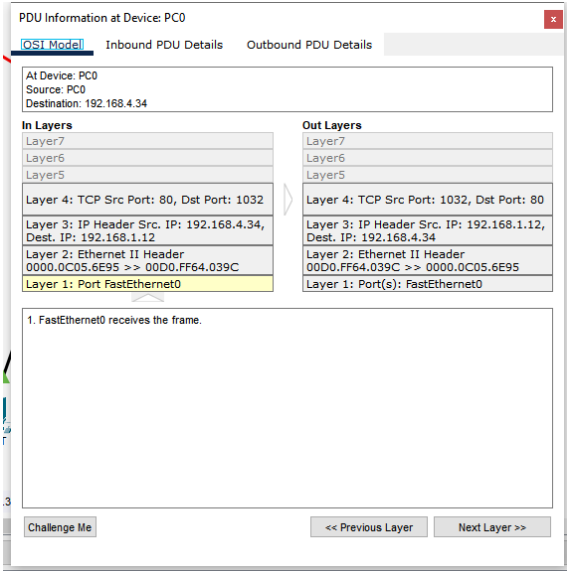 PDU Information at Device: PC0
x
OSI Model Inbound PDU Details Outbound PDU Details
At Device: PC0
Source: PC0
Destination: 192.168.4.34
In Layers
Layer7
Layer6
Layer5
Layer 4: TCP Src Port: 80, Dst Port: 1032
Layer 3: IP Header Src. IP: 192.168.4.34,
Dest. IP: 192.168.1.12
Layer 2: Ethernet II Header
0000.0C05.6E95 >> 00D0.FF64.039C
Layer 1: Port FastEthernet0
Out Layers
Layer7
Layer6
Layer5
Layer 4: TCP Src Port: 1032, Dst Port: 80
Layer 3: IP Header Src. IP: 192.168.1.12,
Dest. IP: 192.168.4.34
Layer 2: Ethernet II Header
00D0.FF64.039C >> 0000.0C05.6E95
Layer 1: Port(s): FastEthernet0
1. FastEthernet0 receives the frame.
.3
Challenge Me
<< Previous Layer
Next Layer >>